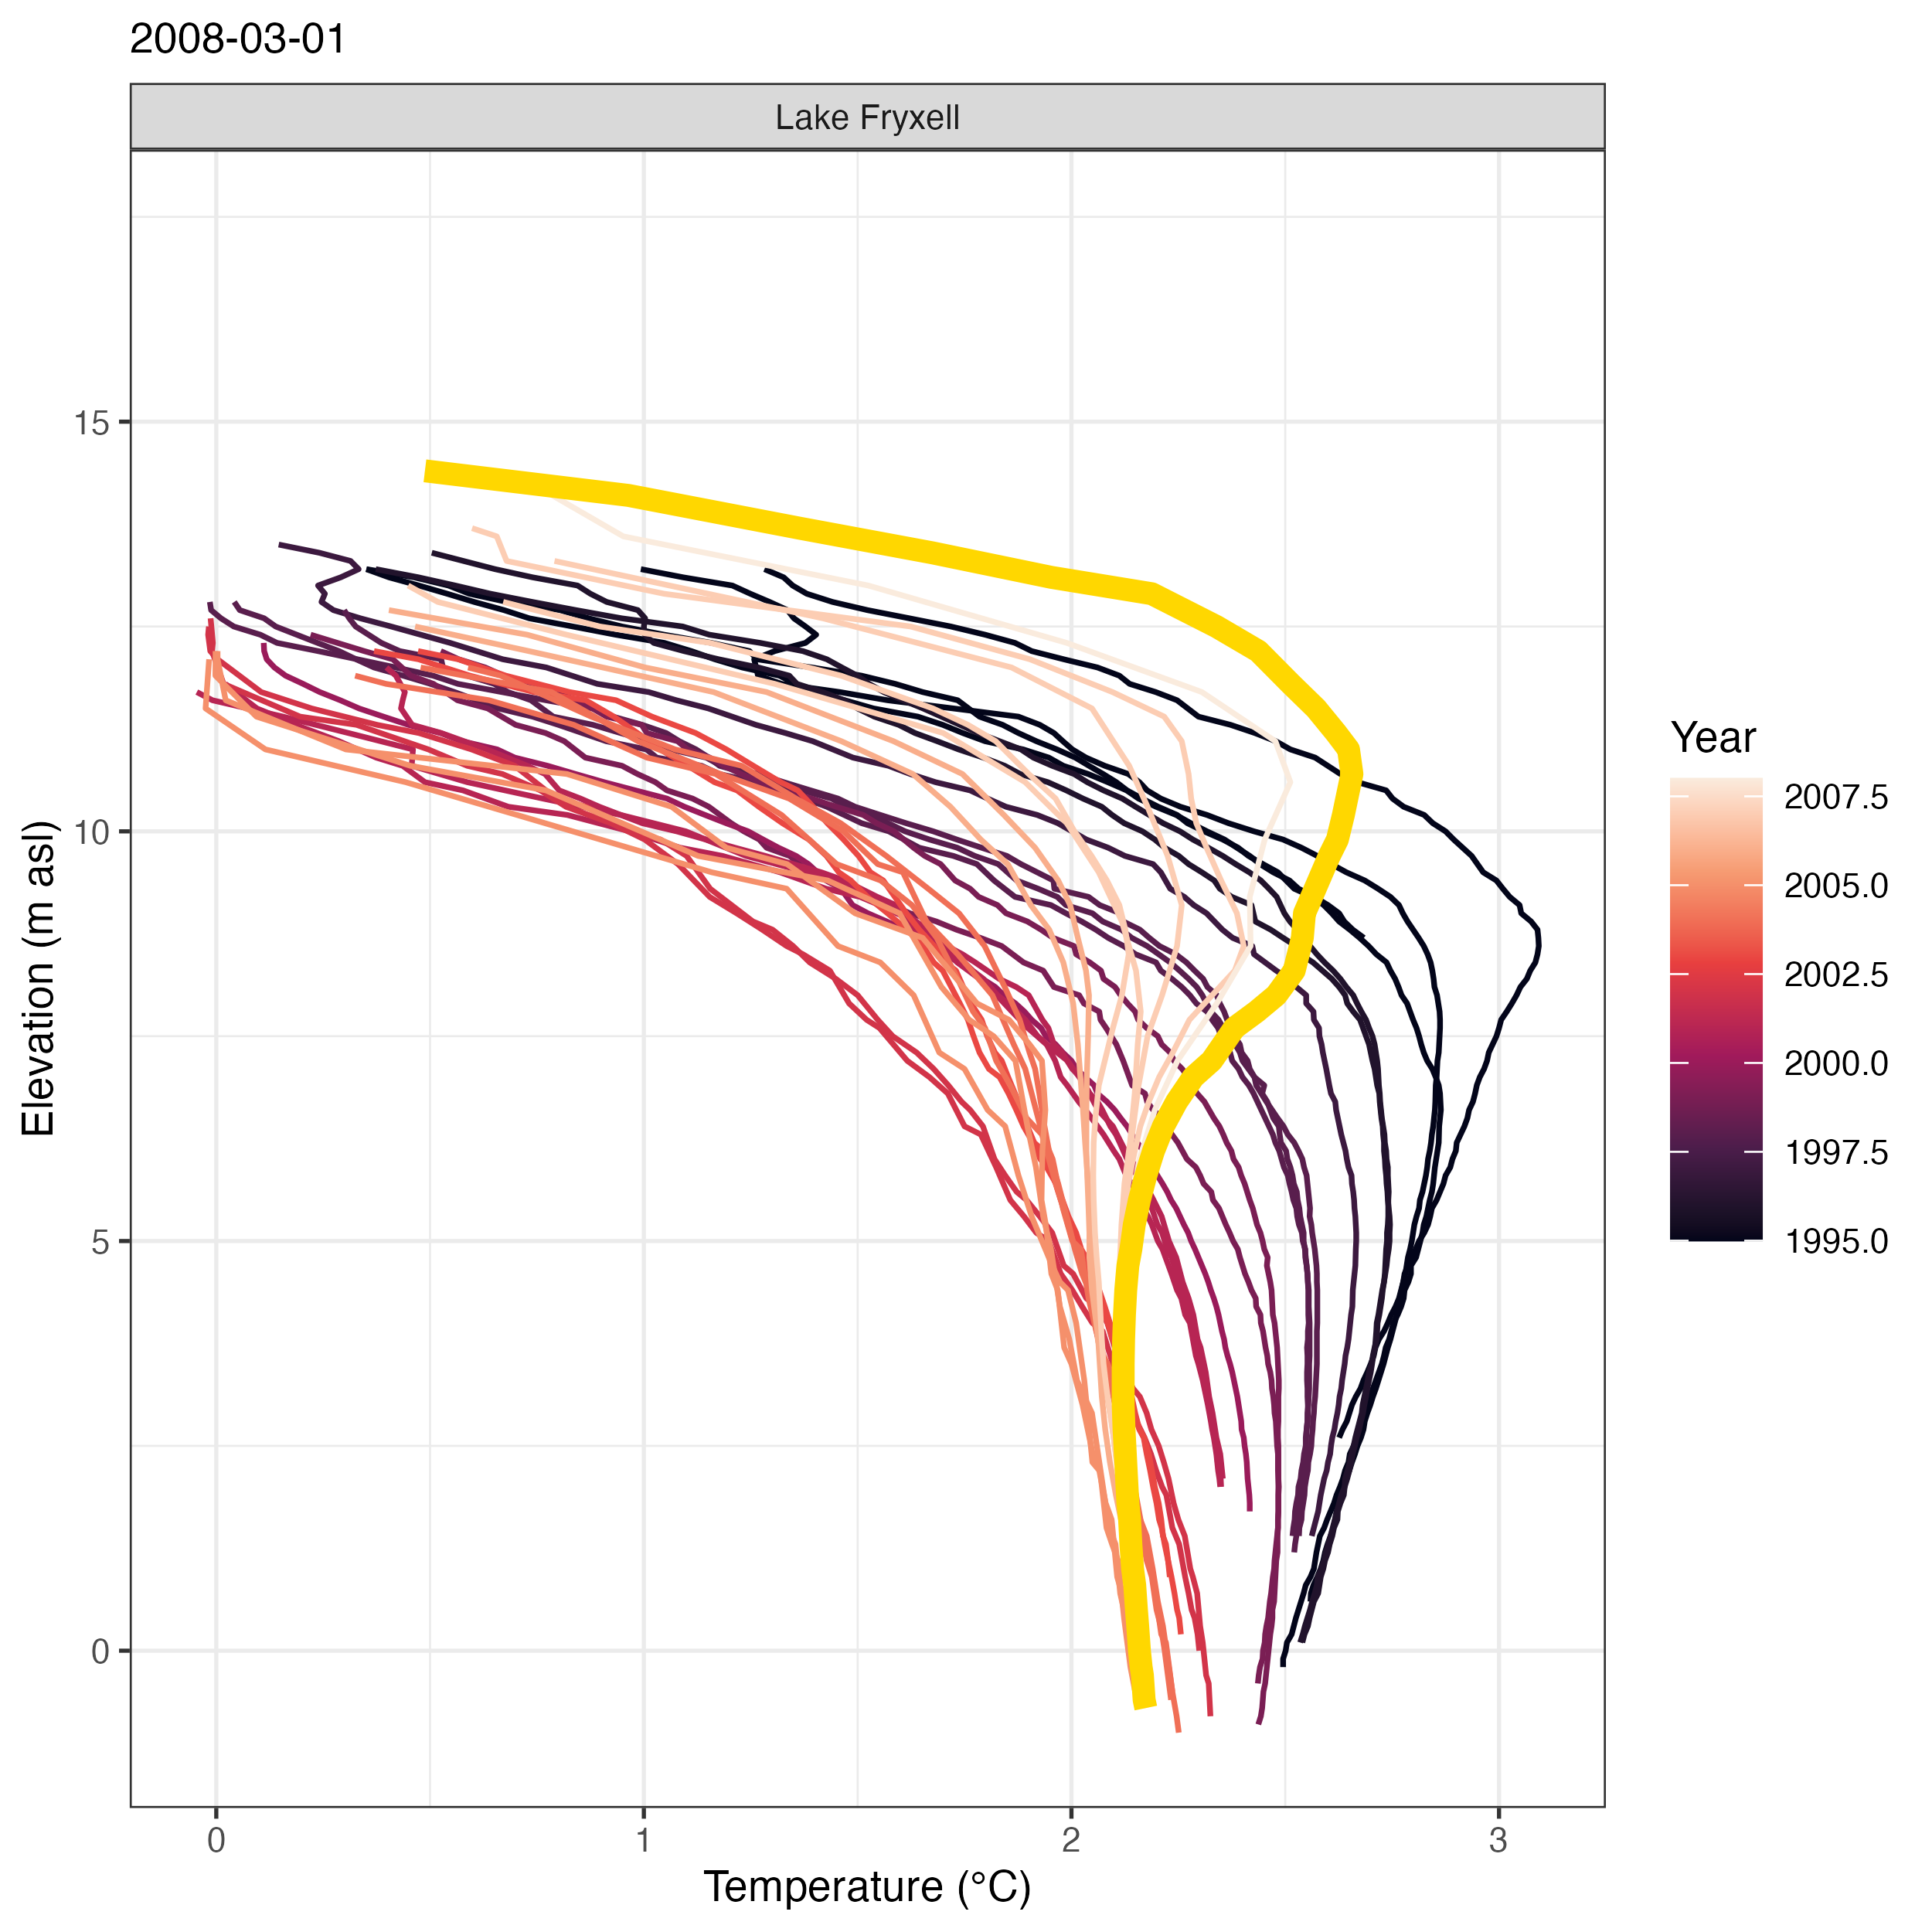 2008-03-01
Lake Fryxell
15
10
5
0
Elevation (m asl)
0 1 2 3
Temperature (°C)
Year
2007.5
2005.0
2002.5
2000.0
1997.5
1995.0